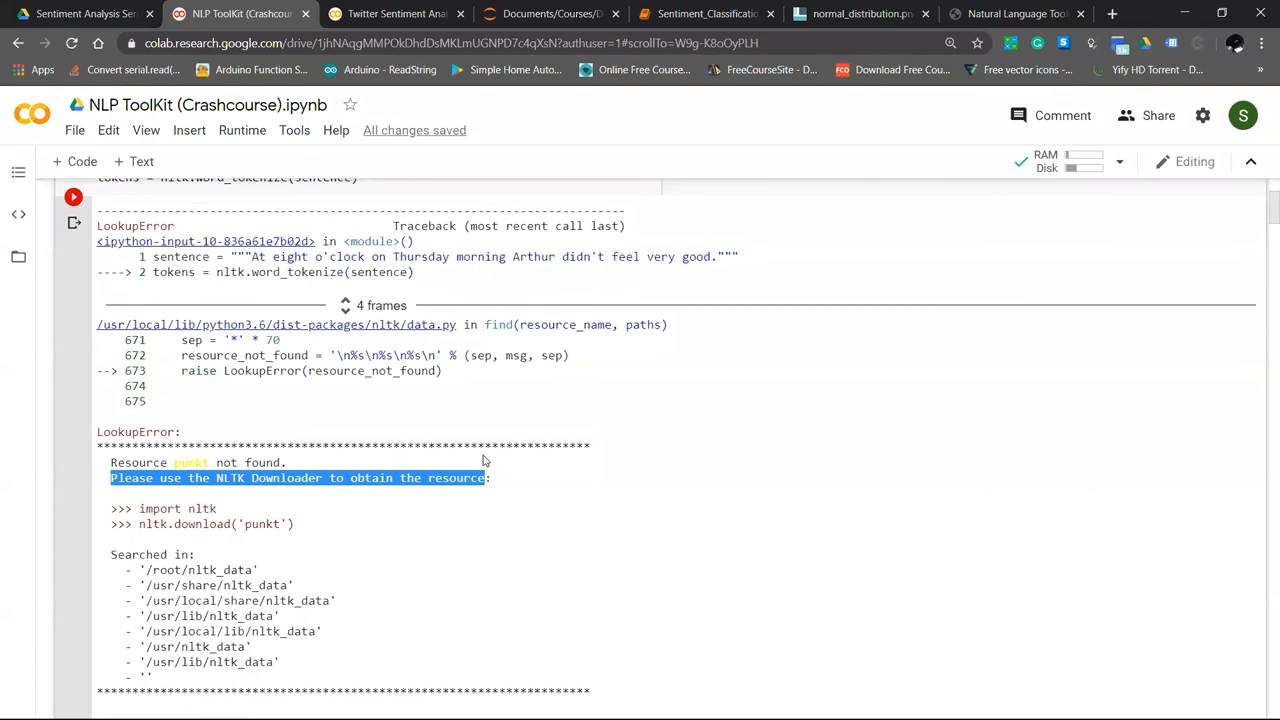 Sentiment Analysis Documents Ser
NLP ToolKit (Crashcourse
Twitter Sentiment Anal
Documents/Courses/D
Sentiment_Classificati
normal_distribution.pn
Natural Language Tool
colab.research.google.com/drive/1jhNAqgMMPOkDhdDsMKLmUGNPD7c4qXsN?authuser=1#scrollTo=W9g-K8oOyPLH
Apps
Convert serial.read(...
Arduino Function S...
Arduino - ReadString
Simple Home Auto...
Online Free Course...
FreeCourseSite - D...
Download Free Cou...
Free vector icons -...
Yify HD Torrent - D...
NLP ToolKit (Crashcourse).ipynb
Comment
Share
S
File Edit View Insert Runtime Tools Help All changes saved
+ Code + Text
RAM
Disk
Editing
tokens = nltk.word_tokenize(sentence)
---------------------------------------------------------------------------
LookupError Traceback (most recent call last)
<ipython-input-10-836a61e7b02d> in <module>()
1 sentence = """At eight o'clock on Thursday morning Arthur didn't feel very good."""
----> 2 tokens = nltk.word_tokenize(sentence)
4 frames
/usr/local/lib/python3.6/dist-packages/nltk/data.py in find(resource_name, paths)
671 sep = '*' * 70
672 resource_not_found = '\n%s\n%s\n%s\n' % (sep, msg, sep)
--> 673 raise LookupError(resource_not_found)
674
675
LookupError:
**********************************************************************
Resource punkt not found.
Please use the NLTK Downloader to obtain the resource:
>>> import nltk
>>> nltk.download('punkt')
Searched in:
- '/root/nltk_data'
- '/usr/share/nltk_data'
- '/usr/local/share/nltk_data'
- '/usr/lib/nltk_data'
- '/usr/local/lib/nltk_data'
- '/usr/nltk_data'
- '/usr/lib/nltk_data'
- ''
**********************************************************************